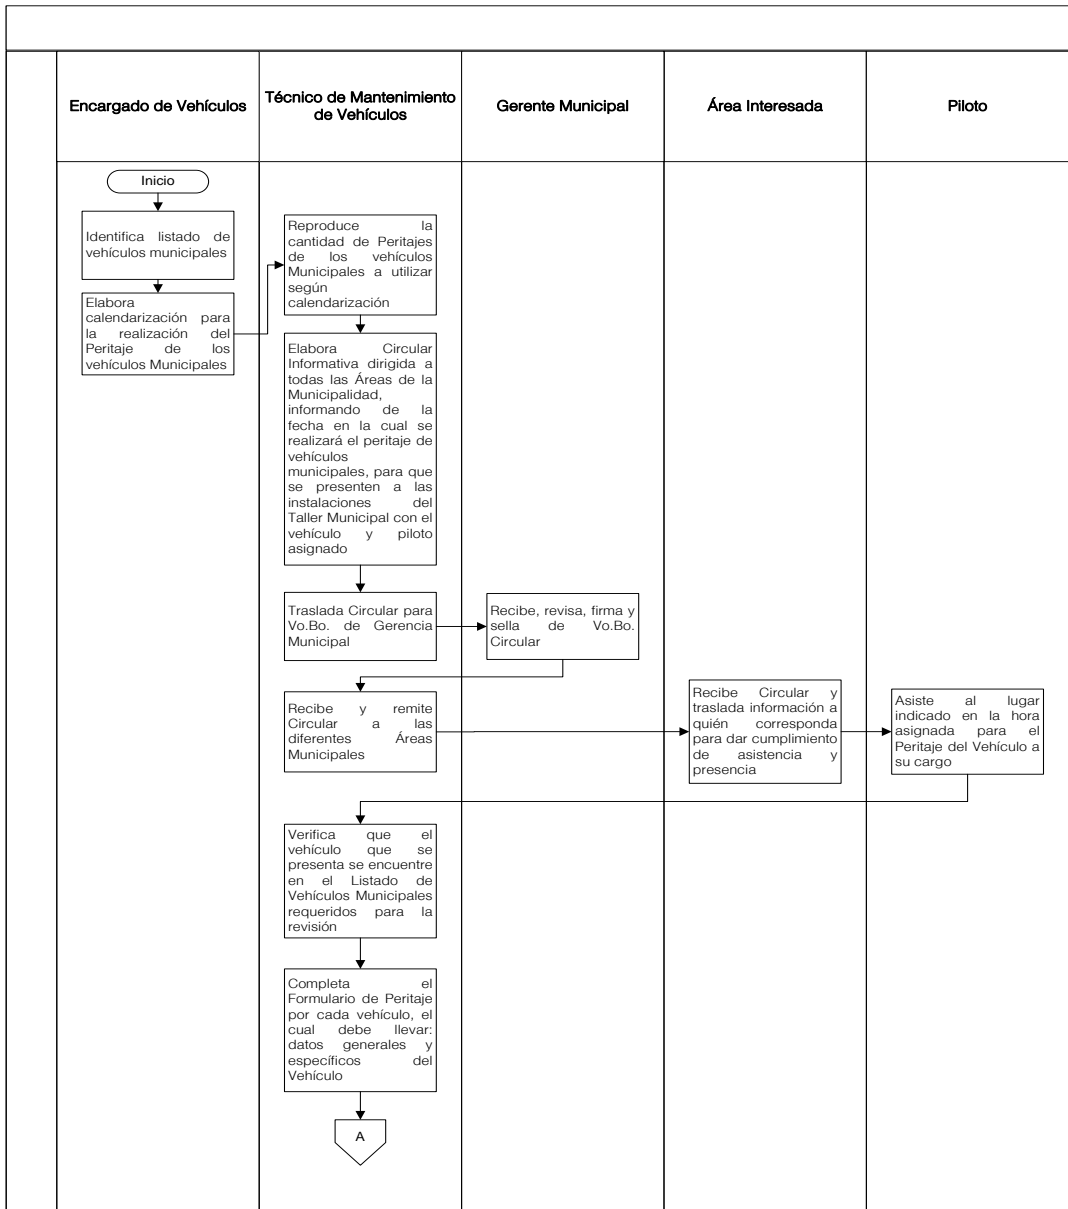 Encargado de Vehículos
Técnico de Mantenimiento
de Vehículos
Gerente Municipal
Área Interesada
Piloto
Inicio
Identifica listado de
vehículos municipales
Elabora
calendarización para
la realización del
Peritaje de los
vehículos Municipales
Reproduce la
cantidad de Peritajes
de los vehículos
Municipales a utilizar
según
calendarización
Elabora Circular
Informativa dirigida a
todas las Áreas de la
Municipalidad,
informando de la
fecha en la cual se
realizará el peritaje de
vehículos
municipales, para que
se presenten a las
instalaciones del
Taller Municipal con el
vehículo y piloto
asignado
Traslada Circular para
Vo.Bo. de Gerencia
Municipal
Recibe, revisa, firma y
sella de Vo.Bo.
Circular
Recibe y remite
Circular a las
diferentes Áreas
Municipales
Recibe Circular y
traslada información a
quién corresponda
para dar cumplimiento
de asistencia y
presencia
Asiste al lugar
indicado en la hora
asignada para el
Peritaje del Vehículo a
su cargo
Verifica que el
vehículo que se
presenta se encuentre
en el Listado de
Vehículos Municipales
requeridos para la
revisión
Completa el
Formulario de Peritaje
por cada vehículo, el
cual debe llevar:
datos generales y
específicos del
Vehículo
A